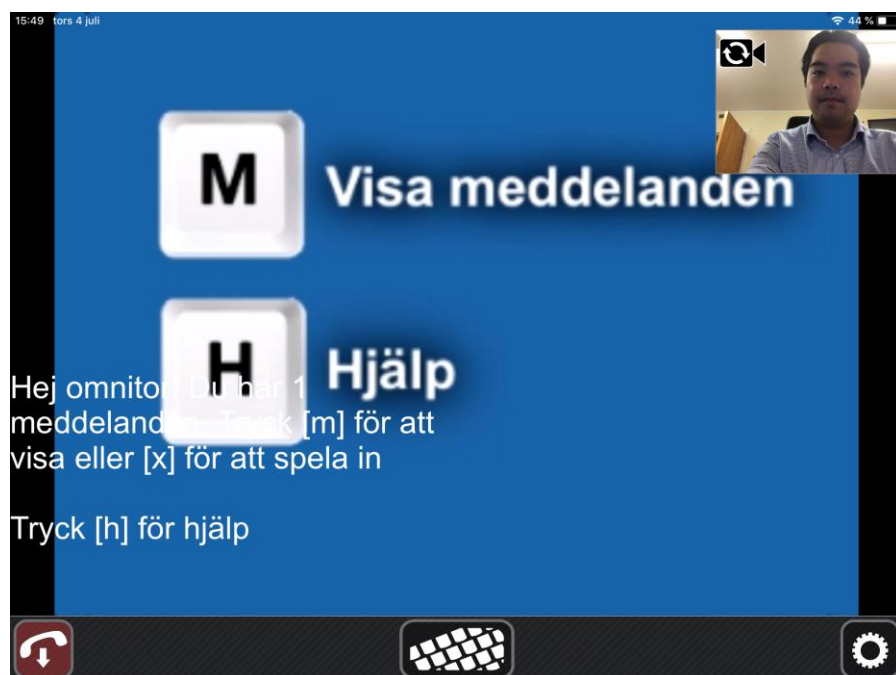 15:49 tors 4 juli
44 %
M
Visa meddelanden
H
Hjälp
Hej omnitor! Du har 1
meddelanden. Tryck [m] för att
visa eller [x] för att spela in
Tryck [h] för hjälp